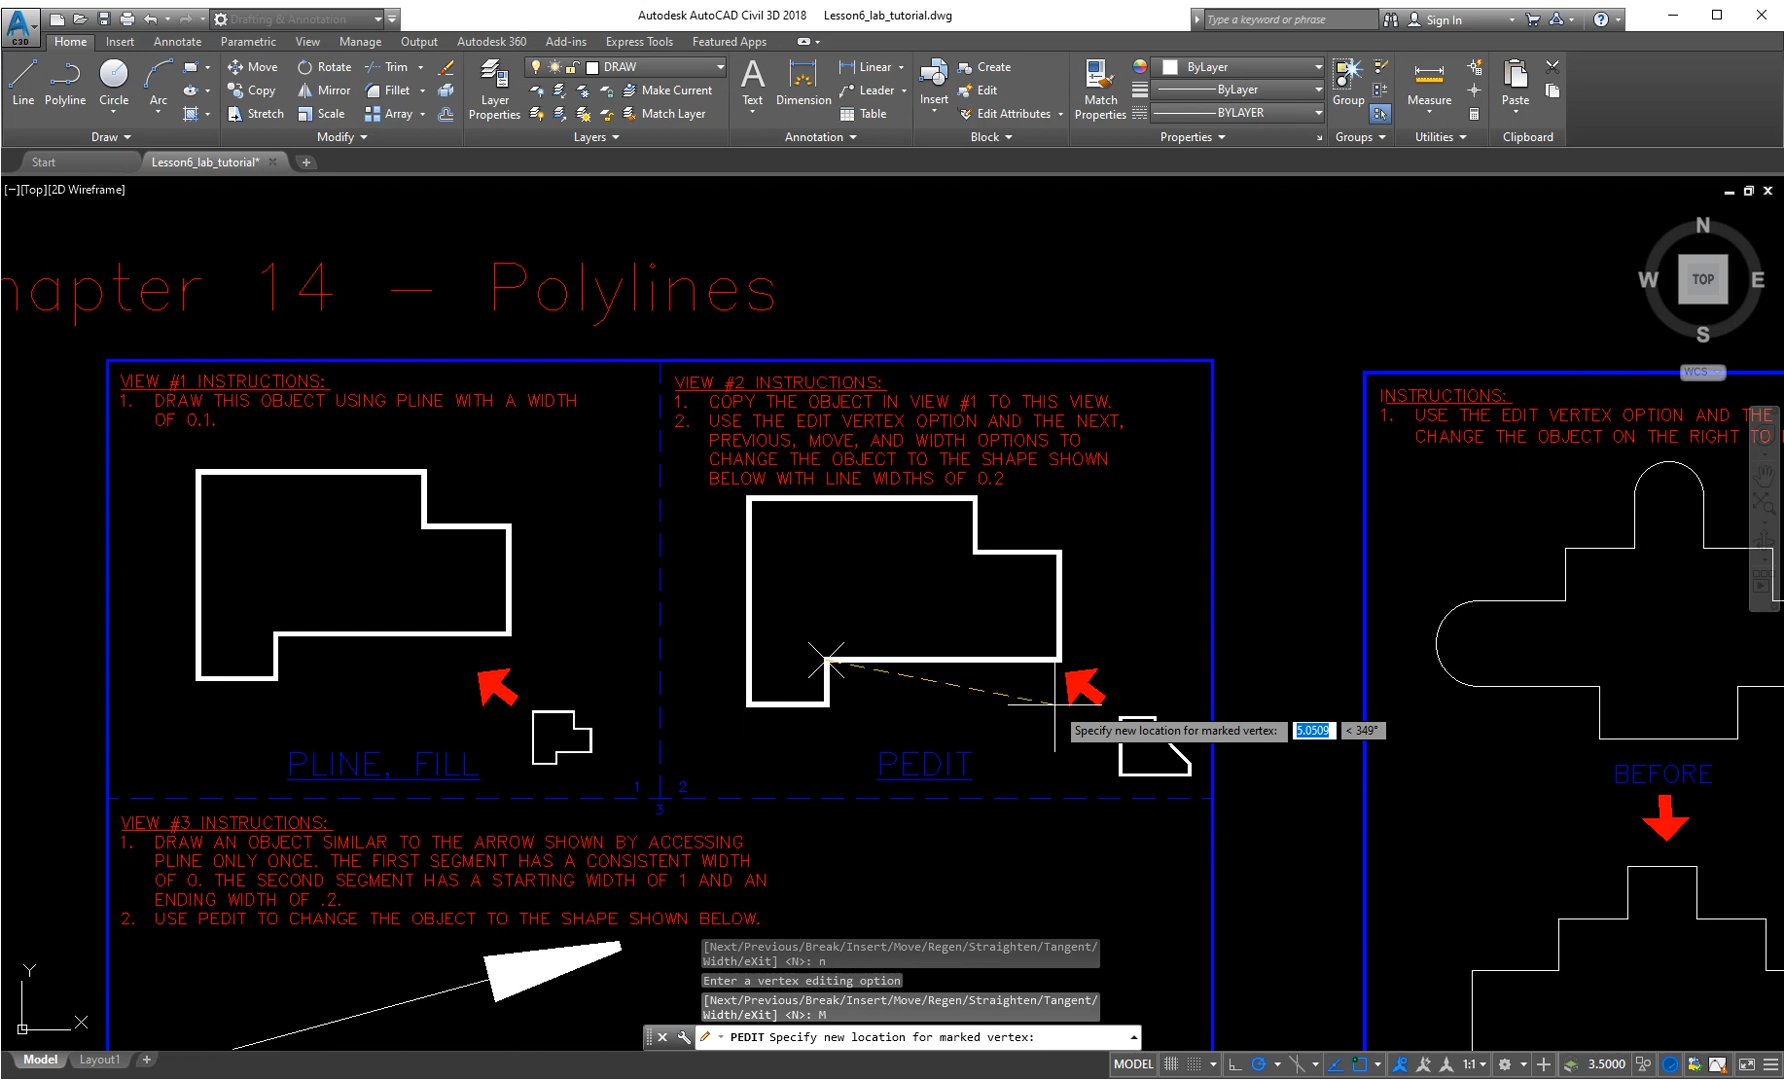 Drafting & Annotation
Autodesk AutoCAD Civil 3D 2018 Lesson6_lab_tutorial.dwg
Type a keyword or phrase
Sign In
C3D
Home Insert Annotate Parametric View Manage Output Autodesk 360 Add-ins Express Tools Featured Apps
Line Polyline Circle Arc
Move Rotate Trim
Copy Mirror Fillet
Stretch Scale Array
Layer Properties
DRAW
Make Current
Match Layer
Text Dimension
Linear
Leader
Table
Insert
Create
Edit
Edit Attributes
Match Properties
ByLayer
ByLayer
BYLAYER
Group
Measure
Paste
Draw Modify Layers Annotation Block Properties Groups Utilities Clipboard
Start Lesson6_lab_tutorial*
[−][Top][2D Wireframe]
N
W TOP E
S
WCS
hapter 14 – Polylines
VIEW #1 INSTRUCTIONS:
1. DRAW THIS OBJECT USING PLINE WITH A WIDTH
OF 0.1.
VIEW #2 INSTRUCTIONS:
1. COPY THE OBJECT IN VIEW #1 TO THIS VIEW.
2. USE THE EDIT VERTEX OPTION AND THE NEXT,
PREVIOUS, MOVE, AND WIDTH OPTIONS TO
CHANGE THE OBJECT TO THE SHAPE SHOWN
BELOW WITH LINE WIDTHS OF 0.2
INSTRUCTIONS:
1. USE THE EDIT VERTEX OPTION AND THE
CHANGE THE OBJECT ON THE RIGHT TO
Specify new location for marked vertex: 5.0509 < 349°
PLINE, FILL
PEDIT
1 2
3
BEFORE
VIEW #3 INSTRUCTIONS:
1. DRAW AN OBJECT SIMILAR TO THE ARROW SHOWN BY ACCESSING
PLINE ONLY ONCE. THE FIRST SEGMENT HAS A CONSISTENT WIDTH
OF 0. THE SECOND SEGMENT HAS A STARTING WIDTH OF 1 AND AN
ENDING WIDTH OF .2.
2. USE PEDIT TO CHANGE THE OBJECT TO THE SHAPE SHOWN BELOW.
[Next/Previous/Break/Insert/Move/Regen/Straighten/Tangent/
Width/eXit] <N>: n
Enter a vertex editing option
[Next/Previous/Break/Insert/Move/Regen/Straighten/Tangent/
Width/eXit] <N>: M
PEDIT Specify new location for marked vertex:
Y
X
Model Layout1
MODEL 1:1 3.5000